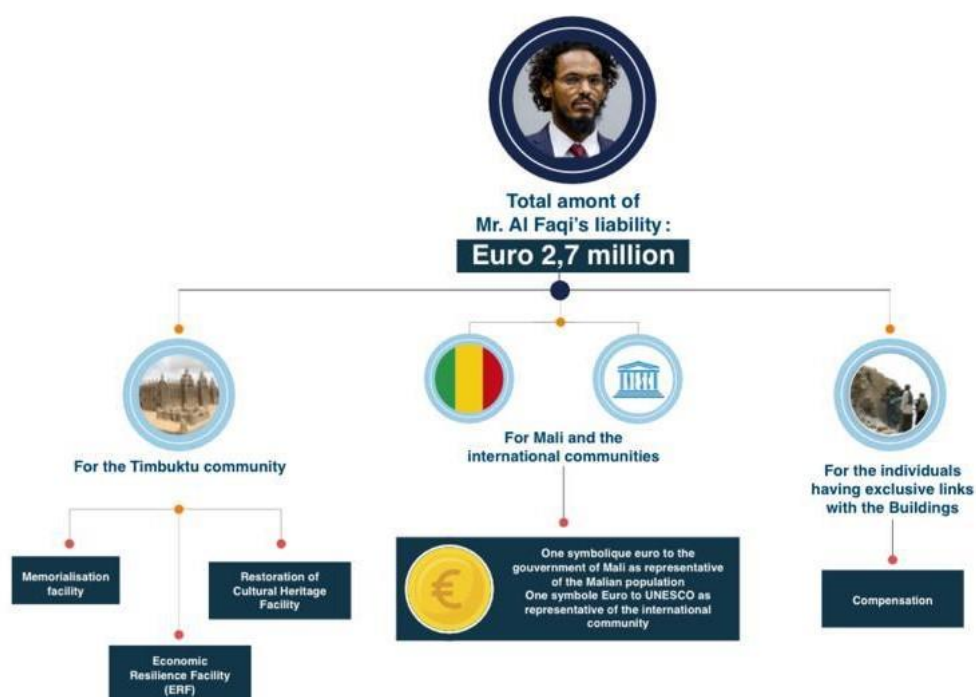 Total amont of
Mr. Al Faqi's liability :
Euro 2,7 million
For the Timbuktu community
For Mali and the
international communities
For the individuals
having exclusive links
with the Buildings
Memorialisation
facility
Restoration of
Cultural Heritage
Facility
Economic
Resilience Facility
(ERF)
One symbolique euro to the
gouvernment of Mali as representative
of the Malian population
One symbole Euro to UNESCO as
representative of the international
community
Compensation